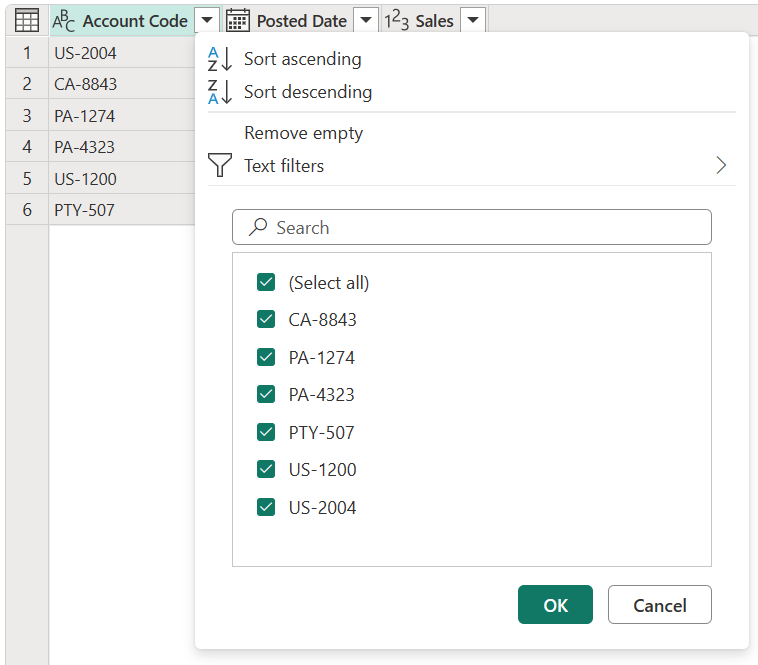 ABC Account Code Posted Date 123 Sales
1 US-2004
2 CA-8843
3 PA-1274
4 PA-4323
5 US-1200
6 PTY-507
AZ Sort ascending
ZA Sort descending
Remove empty
Text filters
Search
(Select all)
CA-8843
PA-1274
PA-4323
PTY-507
US-1200
US-2004
OK Cancel